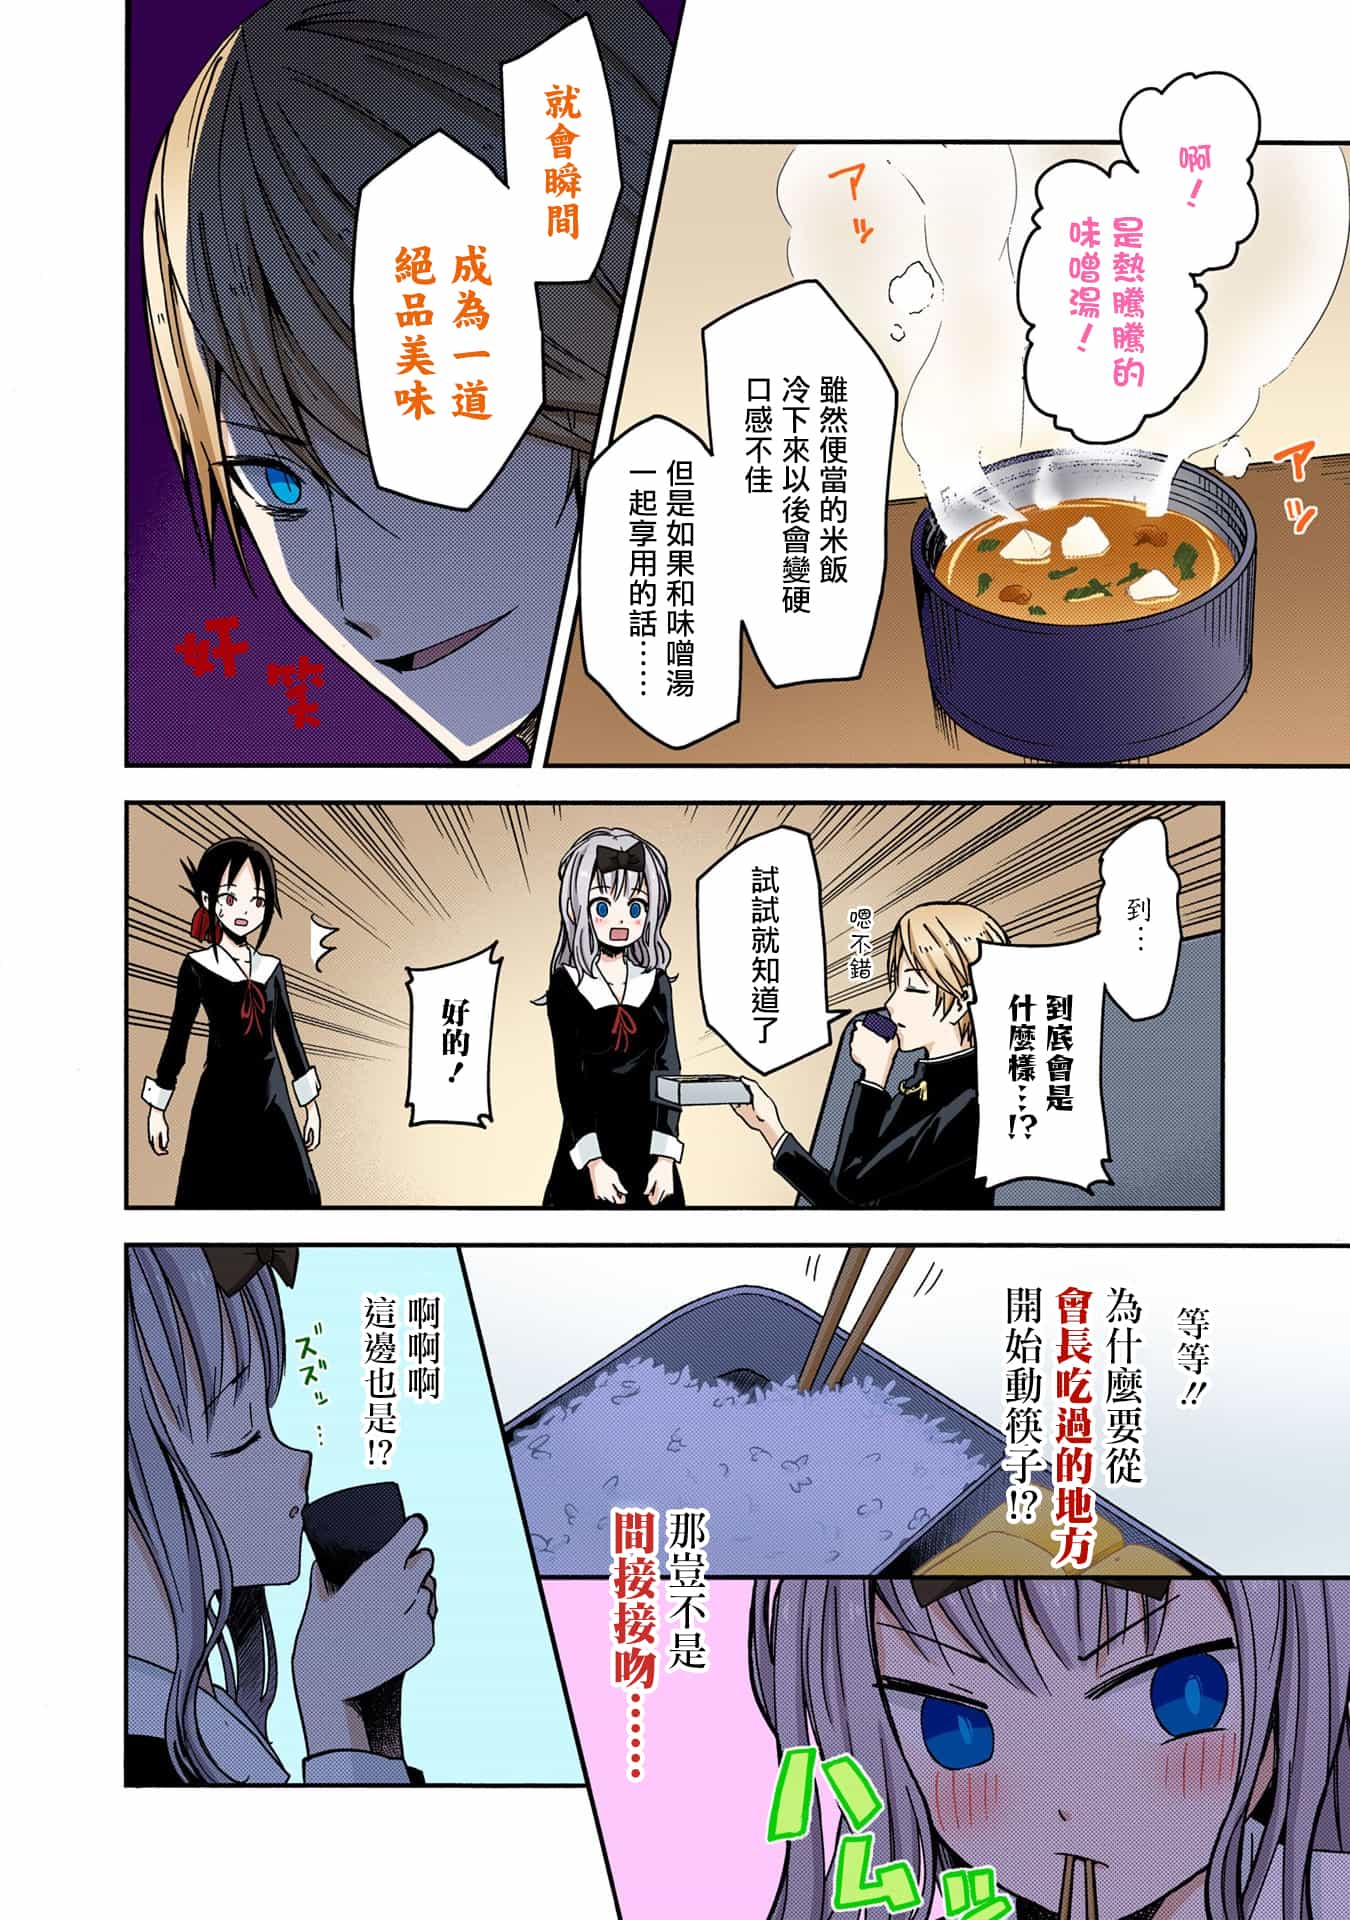 啊！
是熱騰騰的
味噌湯！
アッ
アッ
雖然便當的米飯
冷下來以後會變硬
口感不佳
但是如果和味噌湯
一起享用的話……
就會瞬間
成為一道
絕品美味
奸笑
到…
到底會是
什麼樣…!?
嗯不錯
試試就知道了
好的！
等等!!
為什麼要從
會長吃過的地方
開始動筷子!?
那豈不是
間接接吻……
ハムッ
啊啊啊
這邊也是!?
ズズッ…